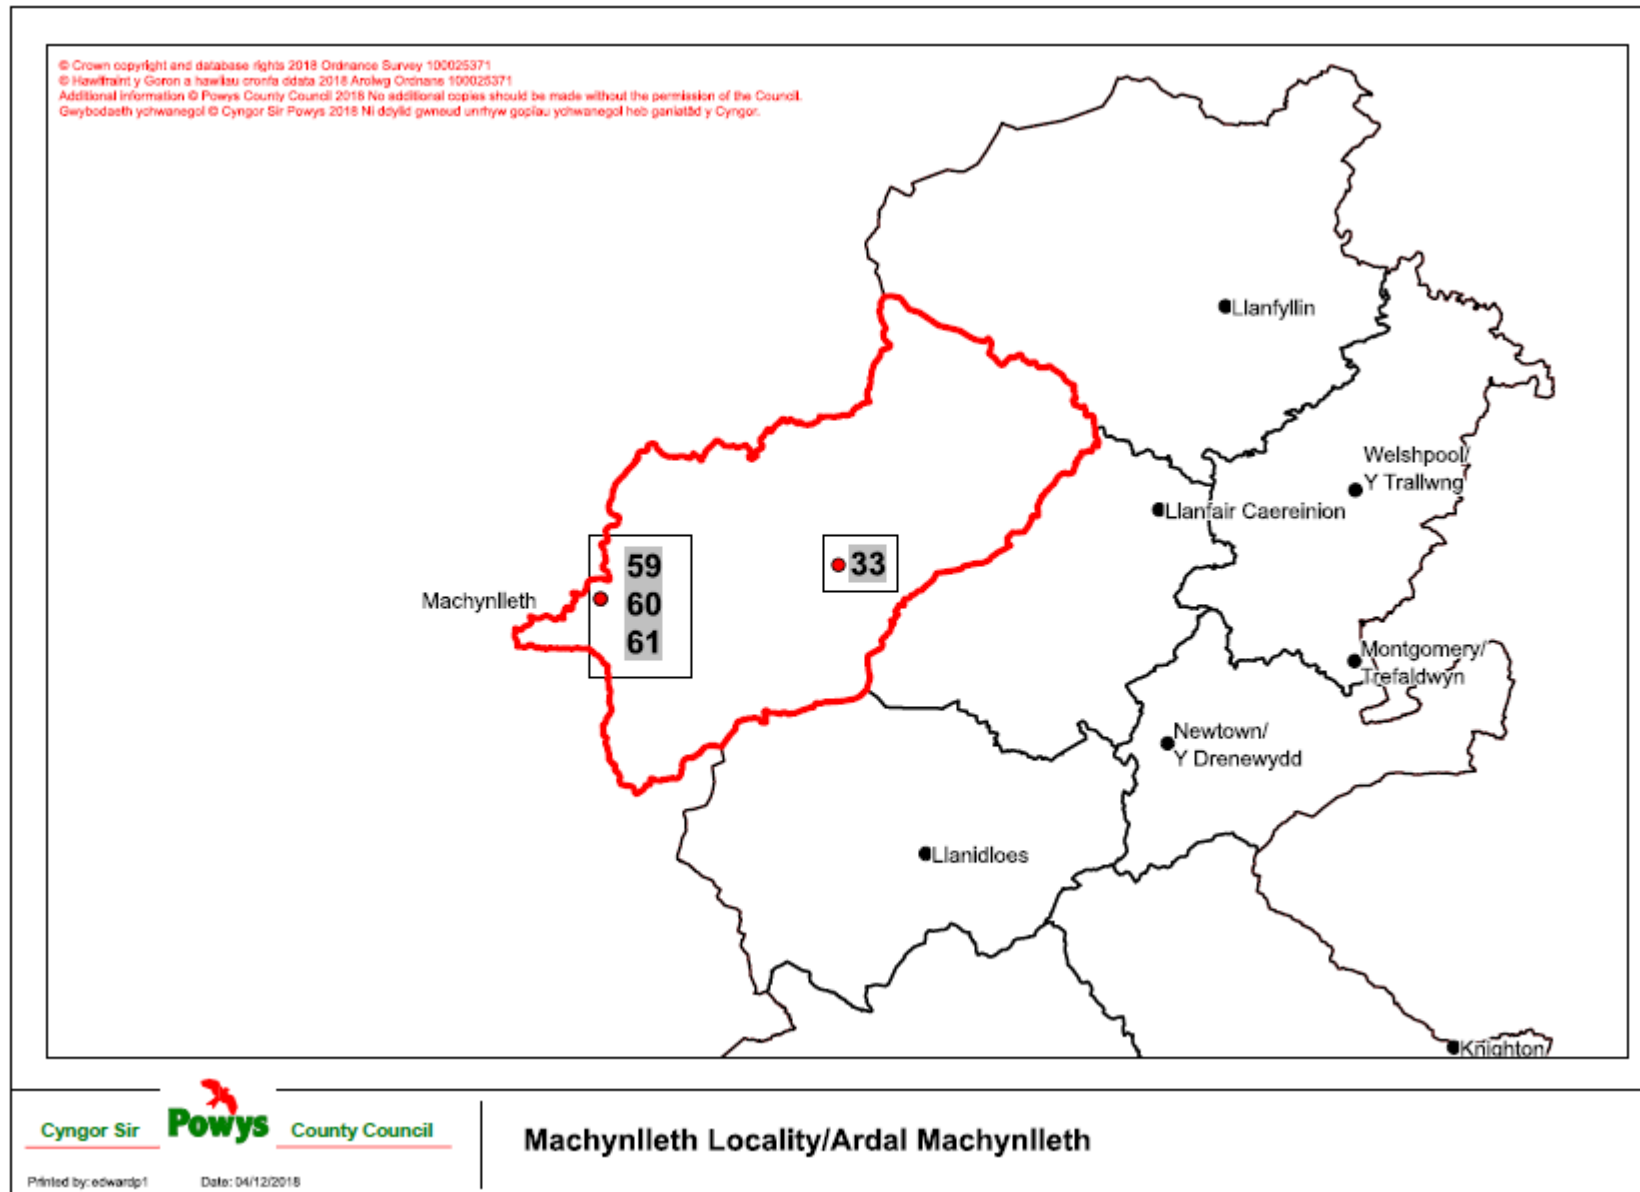 © Crown copyright and database rights 2018 Ordnance Survey 100025371
© Hawlfraint y Goron a hawliau cronfa ddata 2018 Arolwg Ordnans 100025371
Additional Information © Powys County Council 2018 No additional copies should be made without the permission of the Council.
Gwybodaeth ychwanegol © Cyngor Sir Powys 2018 Ni ddylid gwneud unrhyw gopïau ychwanegol heb ganiatâd y Cyngor.
Llanfyllin
Welshpool/
Y Trallwng
Llanfair Caereinion
59
60
61
33
Machynlleth
Montgomery/
Trefaldwyn
Newtown/
Y Drenewydd
Llanidloes
Knighton/
Cyngor Sir Powys County Council
Machynlleth Locality/Ardal Machynlleth
Printed by: edwardp1 Date: 04/12/2018